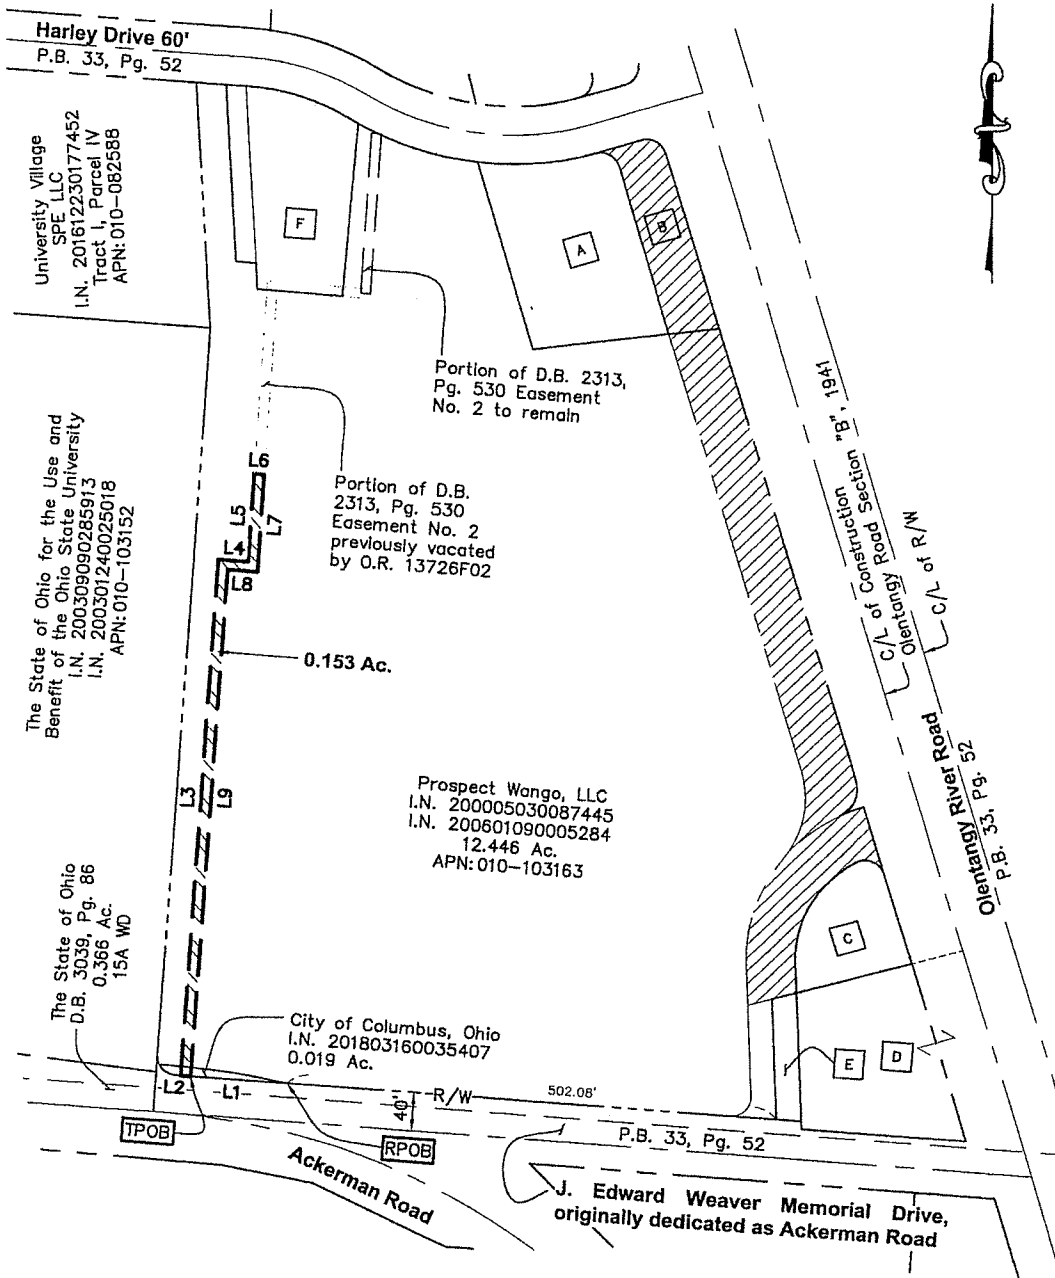 Harley Drive 60'
P.B. 33, Pg. 52
University Village
SPE LLC
I.N. 201612230177452
Tract I, Parcel IV
APN: 010-082588
F
A
B
Portion of D.B. 2313,
Pg. 530 Easement
No. 2 to remain
Portion of D.B.
2313, Pg. 530
Easement No. 2
previously vacated
by O.R. 13726F02
The State of Ohio for the Use and
Benefit of the Ohio State University
I.N. 200309090285913
I.N. 200301240025018
APN: 010-103152
L6
L5
L7
L4
L8
0.153 Ac.
L3
L9
C/L of Construction
Olentangy Road Section "B", 1941
C/L of R/W
Olentangy River Road
P.B. 33, Pg. 52
Prospect Wango, LLC
I.N. 200005030087445
I.N. 200601090005284
12.446 Ac.
APN: 010-103163
The State of Ohio
D.B. 3039, Pg. 86
0.366 Ac.
15A WD
C
City of Columbus, Ohio
I.N. 201803160035407
0.019 Ac.
E
D
L2
L1
R/W
502.08'
40'
P.B. 33, Pg. 52
TPOB
RPOB
Ackerman Road
J. Edward Weaver Memorial Drive,
originally dedicated as Ackerman Road